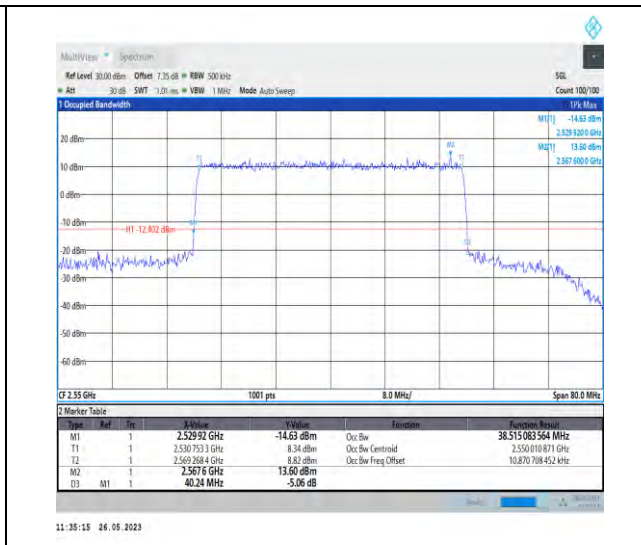 MultiView Spectrum
Ref Level 30.00 dBm Offset 7.35 dB RBW 500 kHz SGL
Att 30 dB SWT 1.01 ms VBW 1 MHz Mode Auto Sweep Count 100/100
1 Occupied Bandwidth 1Pk Max
M1[1] -14.63 dBm
2.529 920 0 GHz
20 dBm
M2[1] 13.60 dBm
2.567 600 0 GHz
M2
T1
T2
10 dBm
0 dBm
-10 dBm
M1
H1 -12.402 dBm
-20 dBm
D3
-30 dBm
-40 dBm
-50 dBm
-60 dBm
CF 2.55 GHz 1001 pts 8.0 MHz/ Span 80.0 MHz
2 Marker Table
Type Ref Trc X-Value Y-Value Function Function Result
M1 1 2.52992 GHz -14.63 dBm Occ Bw 38.515 083 564 MHz
T1 1 2.530 753 3 GHz 8.34 dBm Occ Bw Centroid 2.550 010 871 GHz
T2 1 2.569 268 4 GHz 8.82 dBm Occ Bw Freq Offset 10.870 708 452 kHz
M2 1 2.5676 GHz 13.60 dBm
D3 M1 1 40.24 MHz -5.06 dB
11:35:15 26.05.2023